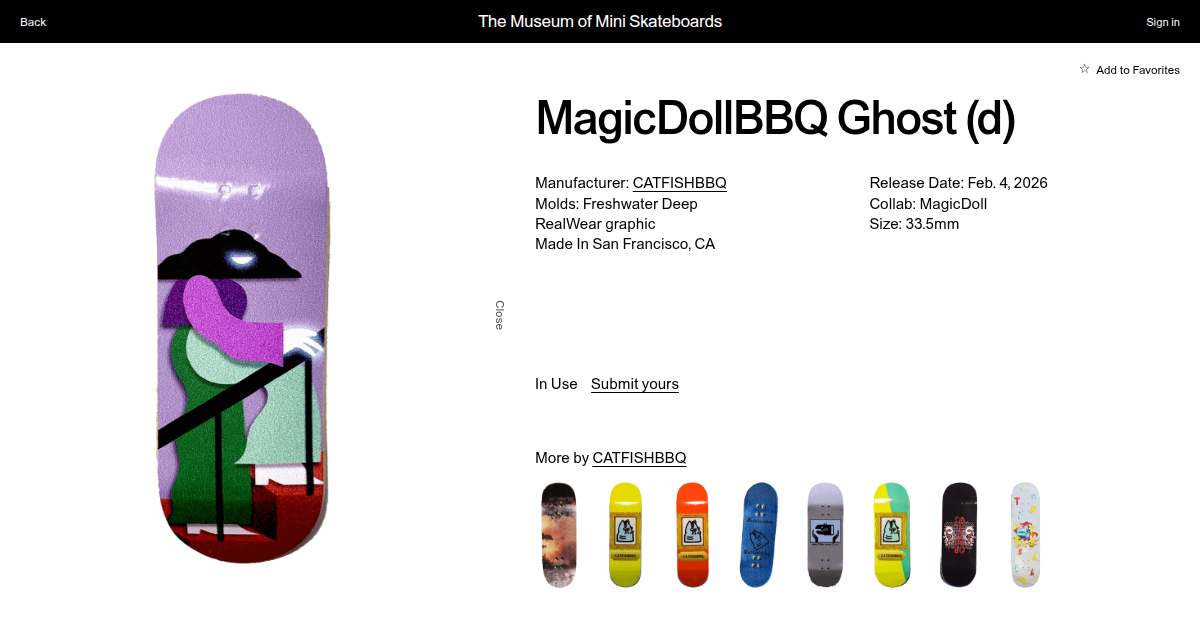 Back
The Museum of Mini Skateboards
Sign in
☆ Add to Favorites
MagicDollBBQ Ghost (d)
Manufacturer: CATFISHBBQ
Molds: Freshwater Deep
RealWear graphic
Made In San Francisco, CA
Release Date: Feb. 4, 2026
Collab: MagicDoll
Size: 33.5mm
Close
In Use Submit yours
More by CATFISHBBQ